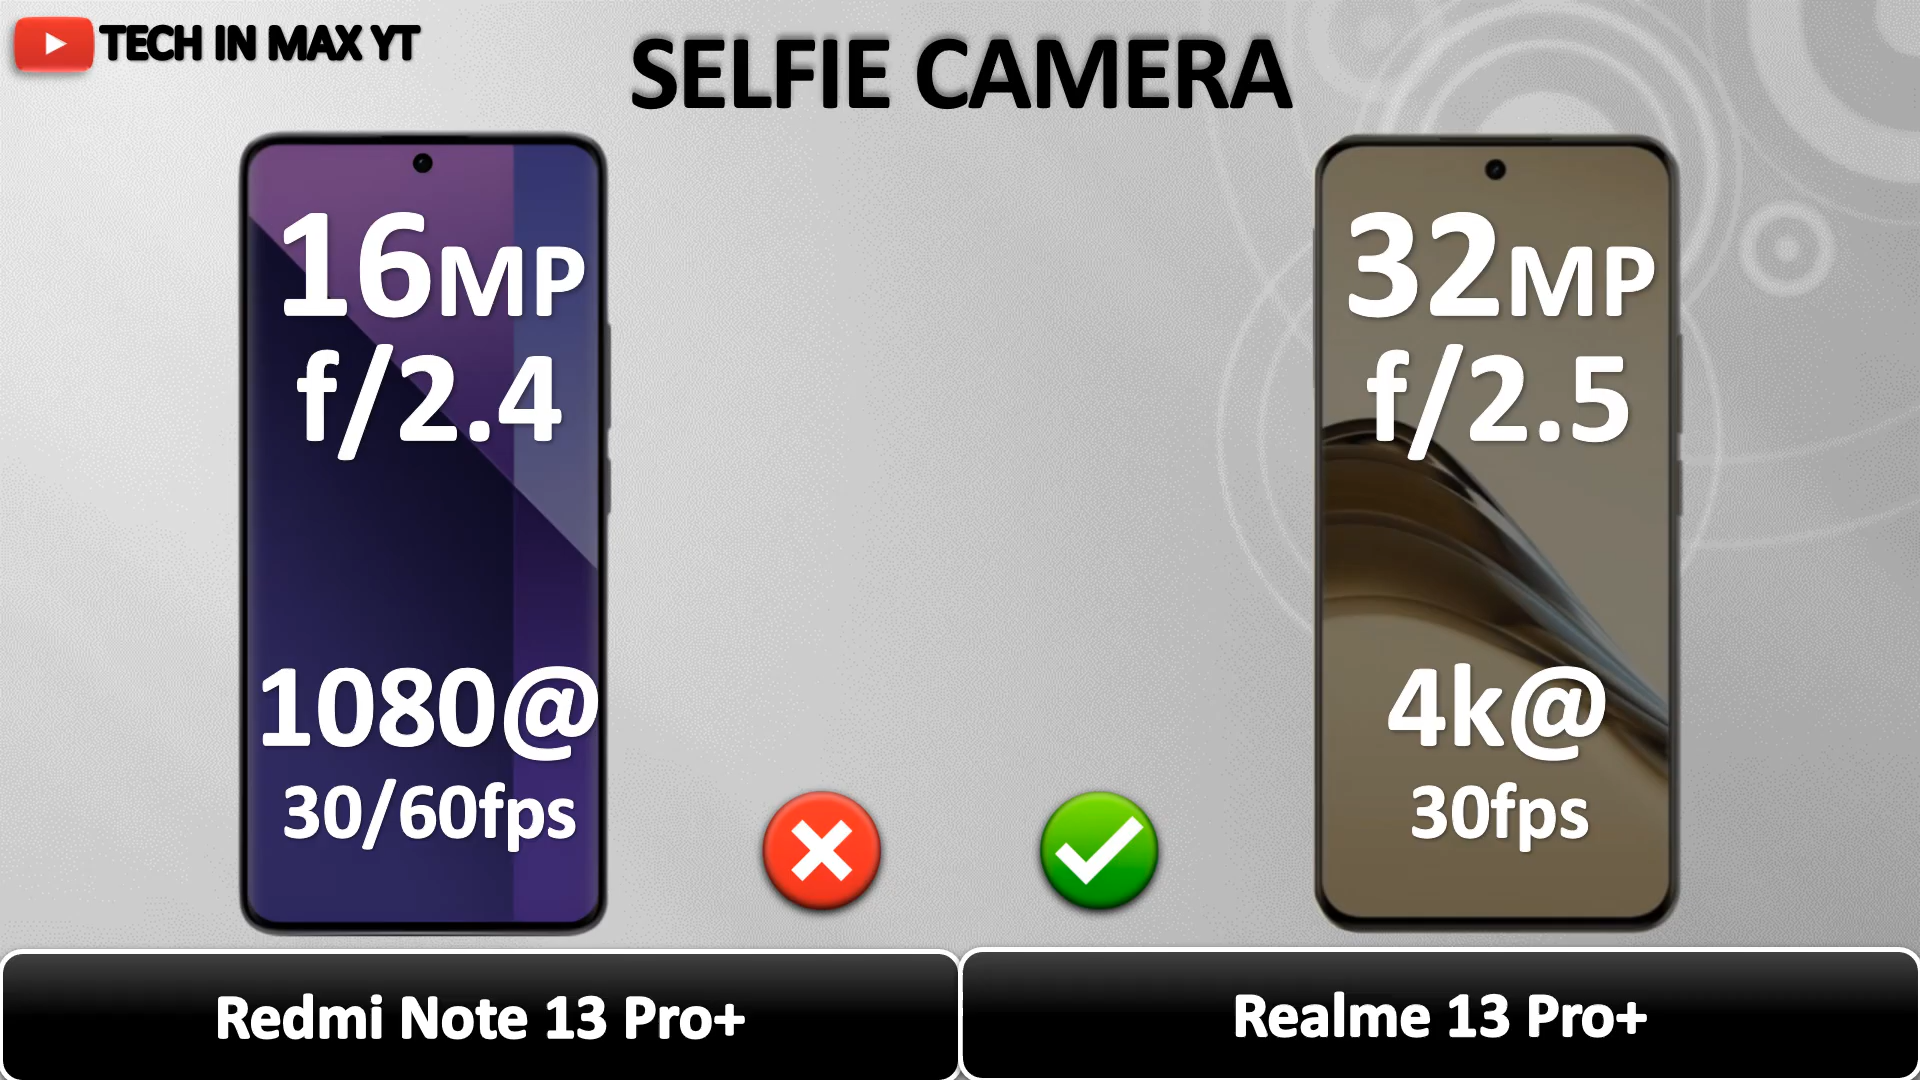 TECH IN MAX YT
SELFIE CAMERA
16MP
f/2.4
1080@
30/60fps
32MP
f/2.5
4k@
30fps
Redmi Note 13 Pro+
Realme 13 Pro+